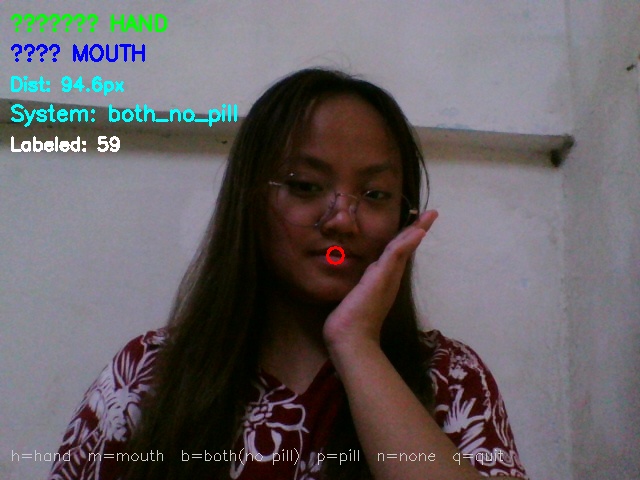 ??????? HAND
???? MOUTH
Dist: 94.6px
System: both_no_pill
Labeled: 59
h=hand m=mouth b=both(no pill) p=pill n=none q=quit